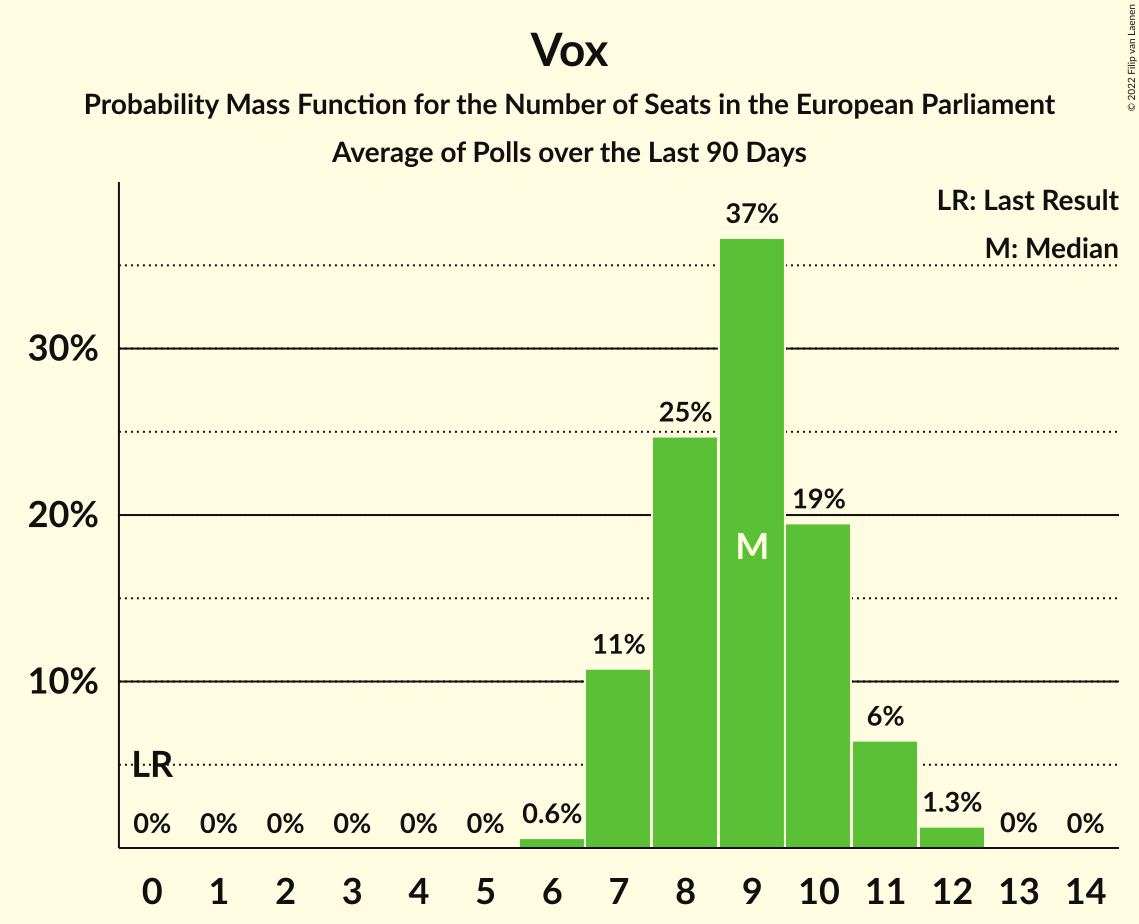 Vox
Probability Mass Function for the Number of Seats in the European Parliament
Average of Polls over the Last 90 Days
© 2022 Filip van Laenen
LR: Last Result
M: Median
37%
30%
25%
20%
19%
M
11%
10%
6%
LR
0% 0% 0% 0% 0% 0% 0.6% 1.3% 0% 0%
0 1 2 3 4 5 6 7 8 9 10 11 12 13 14